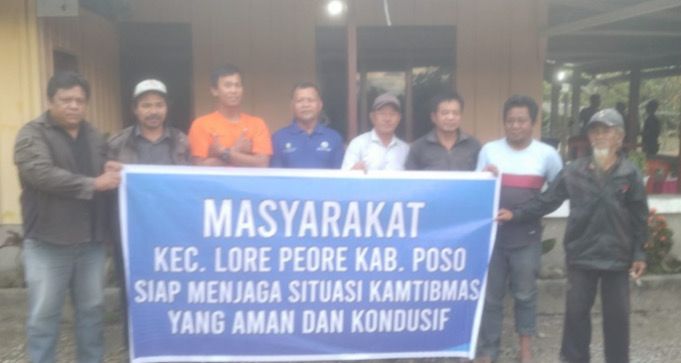 MASYARAKAT
KEC. LORE PEORE KAB. POSO
SIAP MENJAGA SITUASI KAMTIBMAS
YANG AMAN DAN KONDUSIF